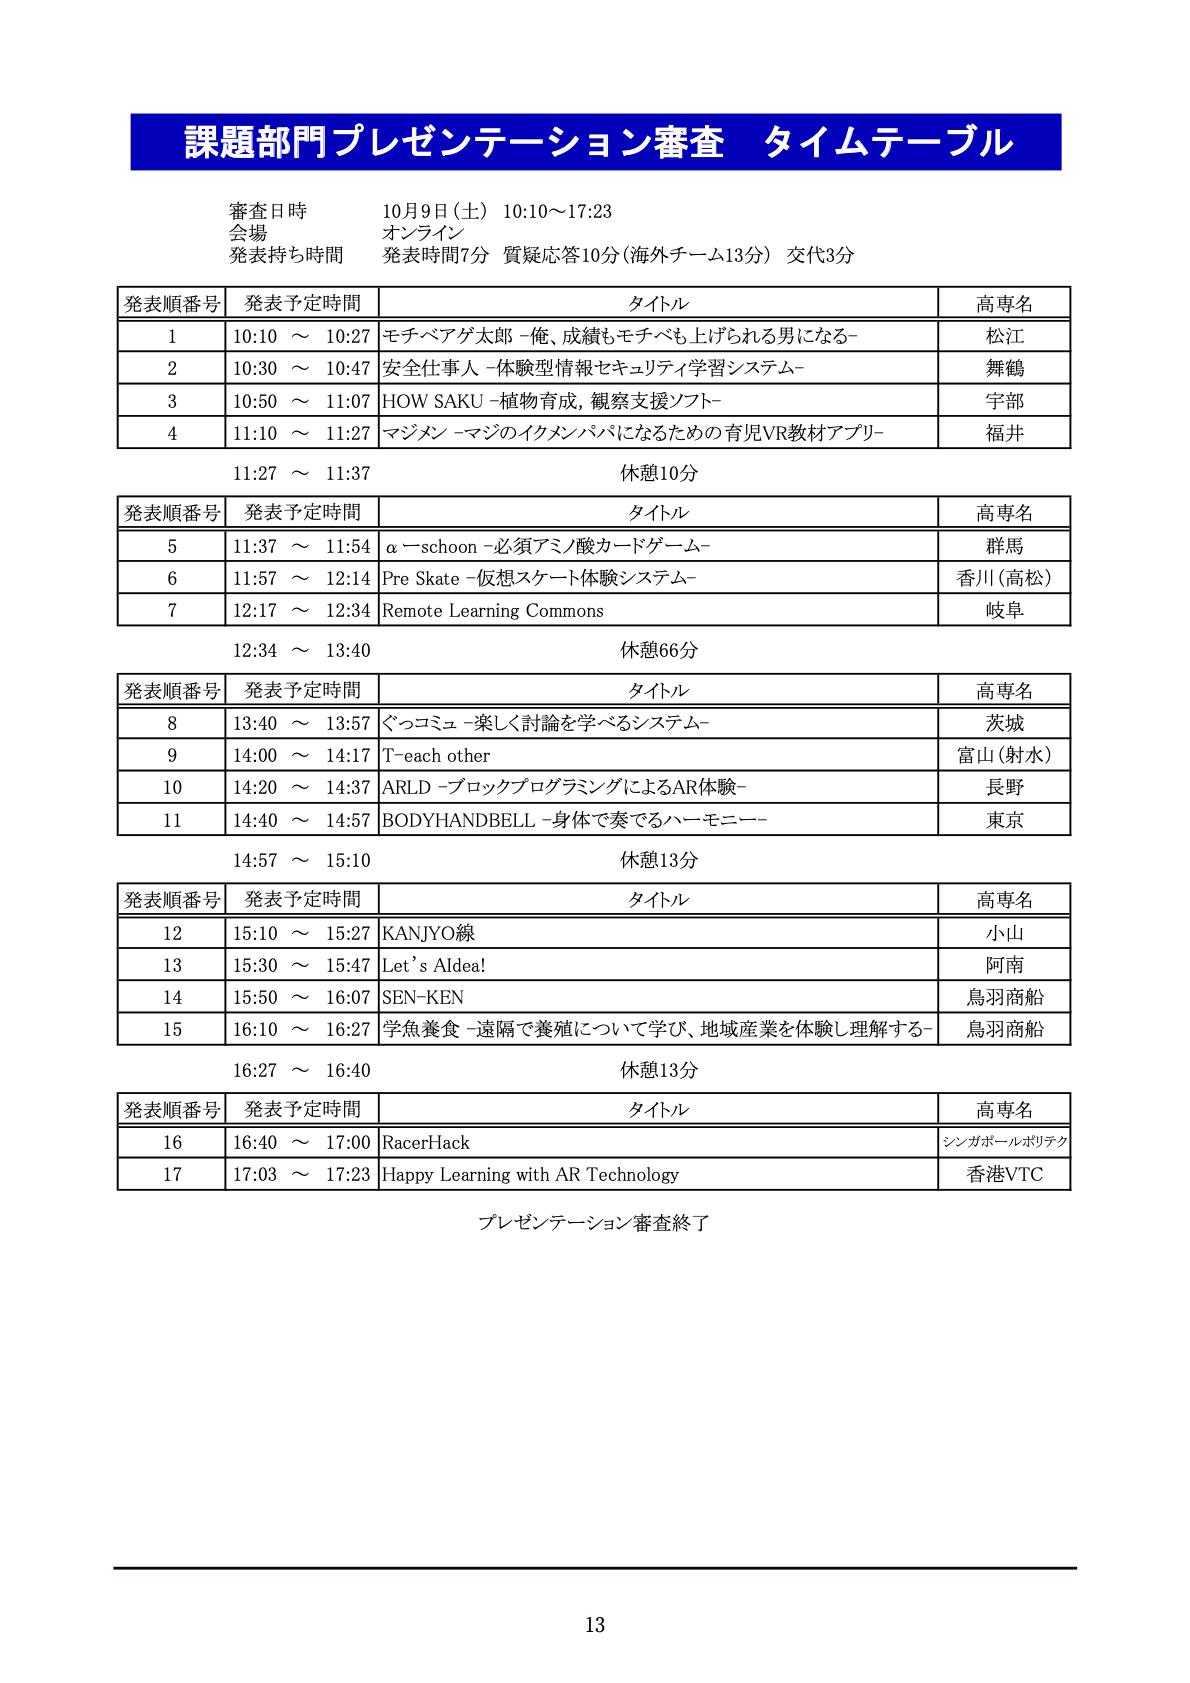 課題部門プレゼンテーション審査　タイムテーブル
審査日時 10月9日（土） 10:10～17:23
会場 オンライン
発表持ち時間 発表時間7分 質疑応答10分（海外チーム13分） 交代3分
発表順番号 発表予定時間 タイトル 高専名
1 10:10 ～ 10:27 モチベアゲ太郎 -俺、成績もモチベも上げられる男になる- 松江
2 10:30 ～ 10:47 安全仕事人 -体験型情報セキュリティ学習システム- 舞鶴
3 10:50 ～ 11:07 HOW SAKU -植物育成, 観察支援ソフト- 宇部
4 11:10 ～ 11:27 マジメン -マジのイクメンパパになるための育児VR教材アプリ- 福井
11:27 ～ 11:37 休憩10分
発表順番号 発表予定時間 タイトル 高専名
5 11:37 ～ 11:54 αーschoon -必須アミノ酸カードゲーム- 群馬
6 11:57 ～ 12:14 Pre Skate -仮想スケート体験システム- 香川（高松）
7 12:17 ～ 12:34 Remote Learning Commons 岐阜
12:34 ～ 13:40 休憩66分
発表順番号 発表予定時間 タイトル 高専名
8 13:40 ～ 13:57 ぐっコミュ -楽しく討論を学べるシステム- 茨城
9 14:00 ～ 14:17 T-each other 富山（射水）
10 14:20 ～ 14:37 ARLD -ブロックプログラミングによるAR体験- 長野
11 14:40 ～ 14:57 BODYHANDBELL -身体で奏でるハーモニー- 東京
14:57 ～ 15:10 休憩13分
発表順番号 発表予定時間 タイトル 高専名
12 15:10 ～ 15:27 KANJYO線 小山
13 15:30 ～ 15:47 Let’s AIdea! 阿南
14 15:50 ～ 16:07 SEN-KEN 鳥羽商船
15 16:10 ～ 16:27 学魚養食 -遠隔で養殖について学び、地域産業を体験し理解する- 鳥羽商船
16:27 ～ 16:40 休憩13分
発表順番号 発表予定時間 タイトル 高専名
16 16:40 ～ 17:00 RacerHack シンガポールポリテク
17 17:03 ～ 17:23 Happy Learning with AR Technology 香港VTC
プレゼンテーション審査終了
13